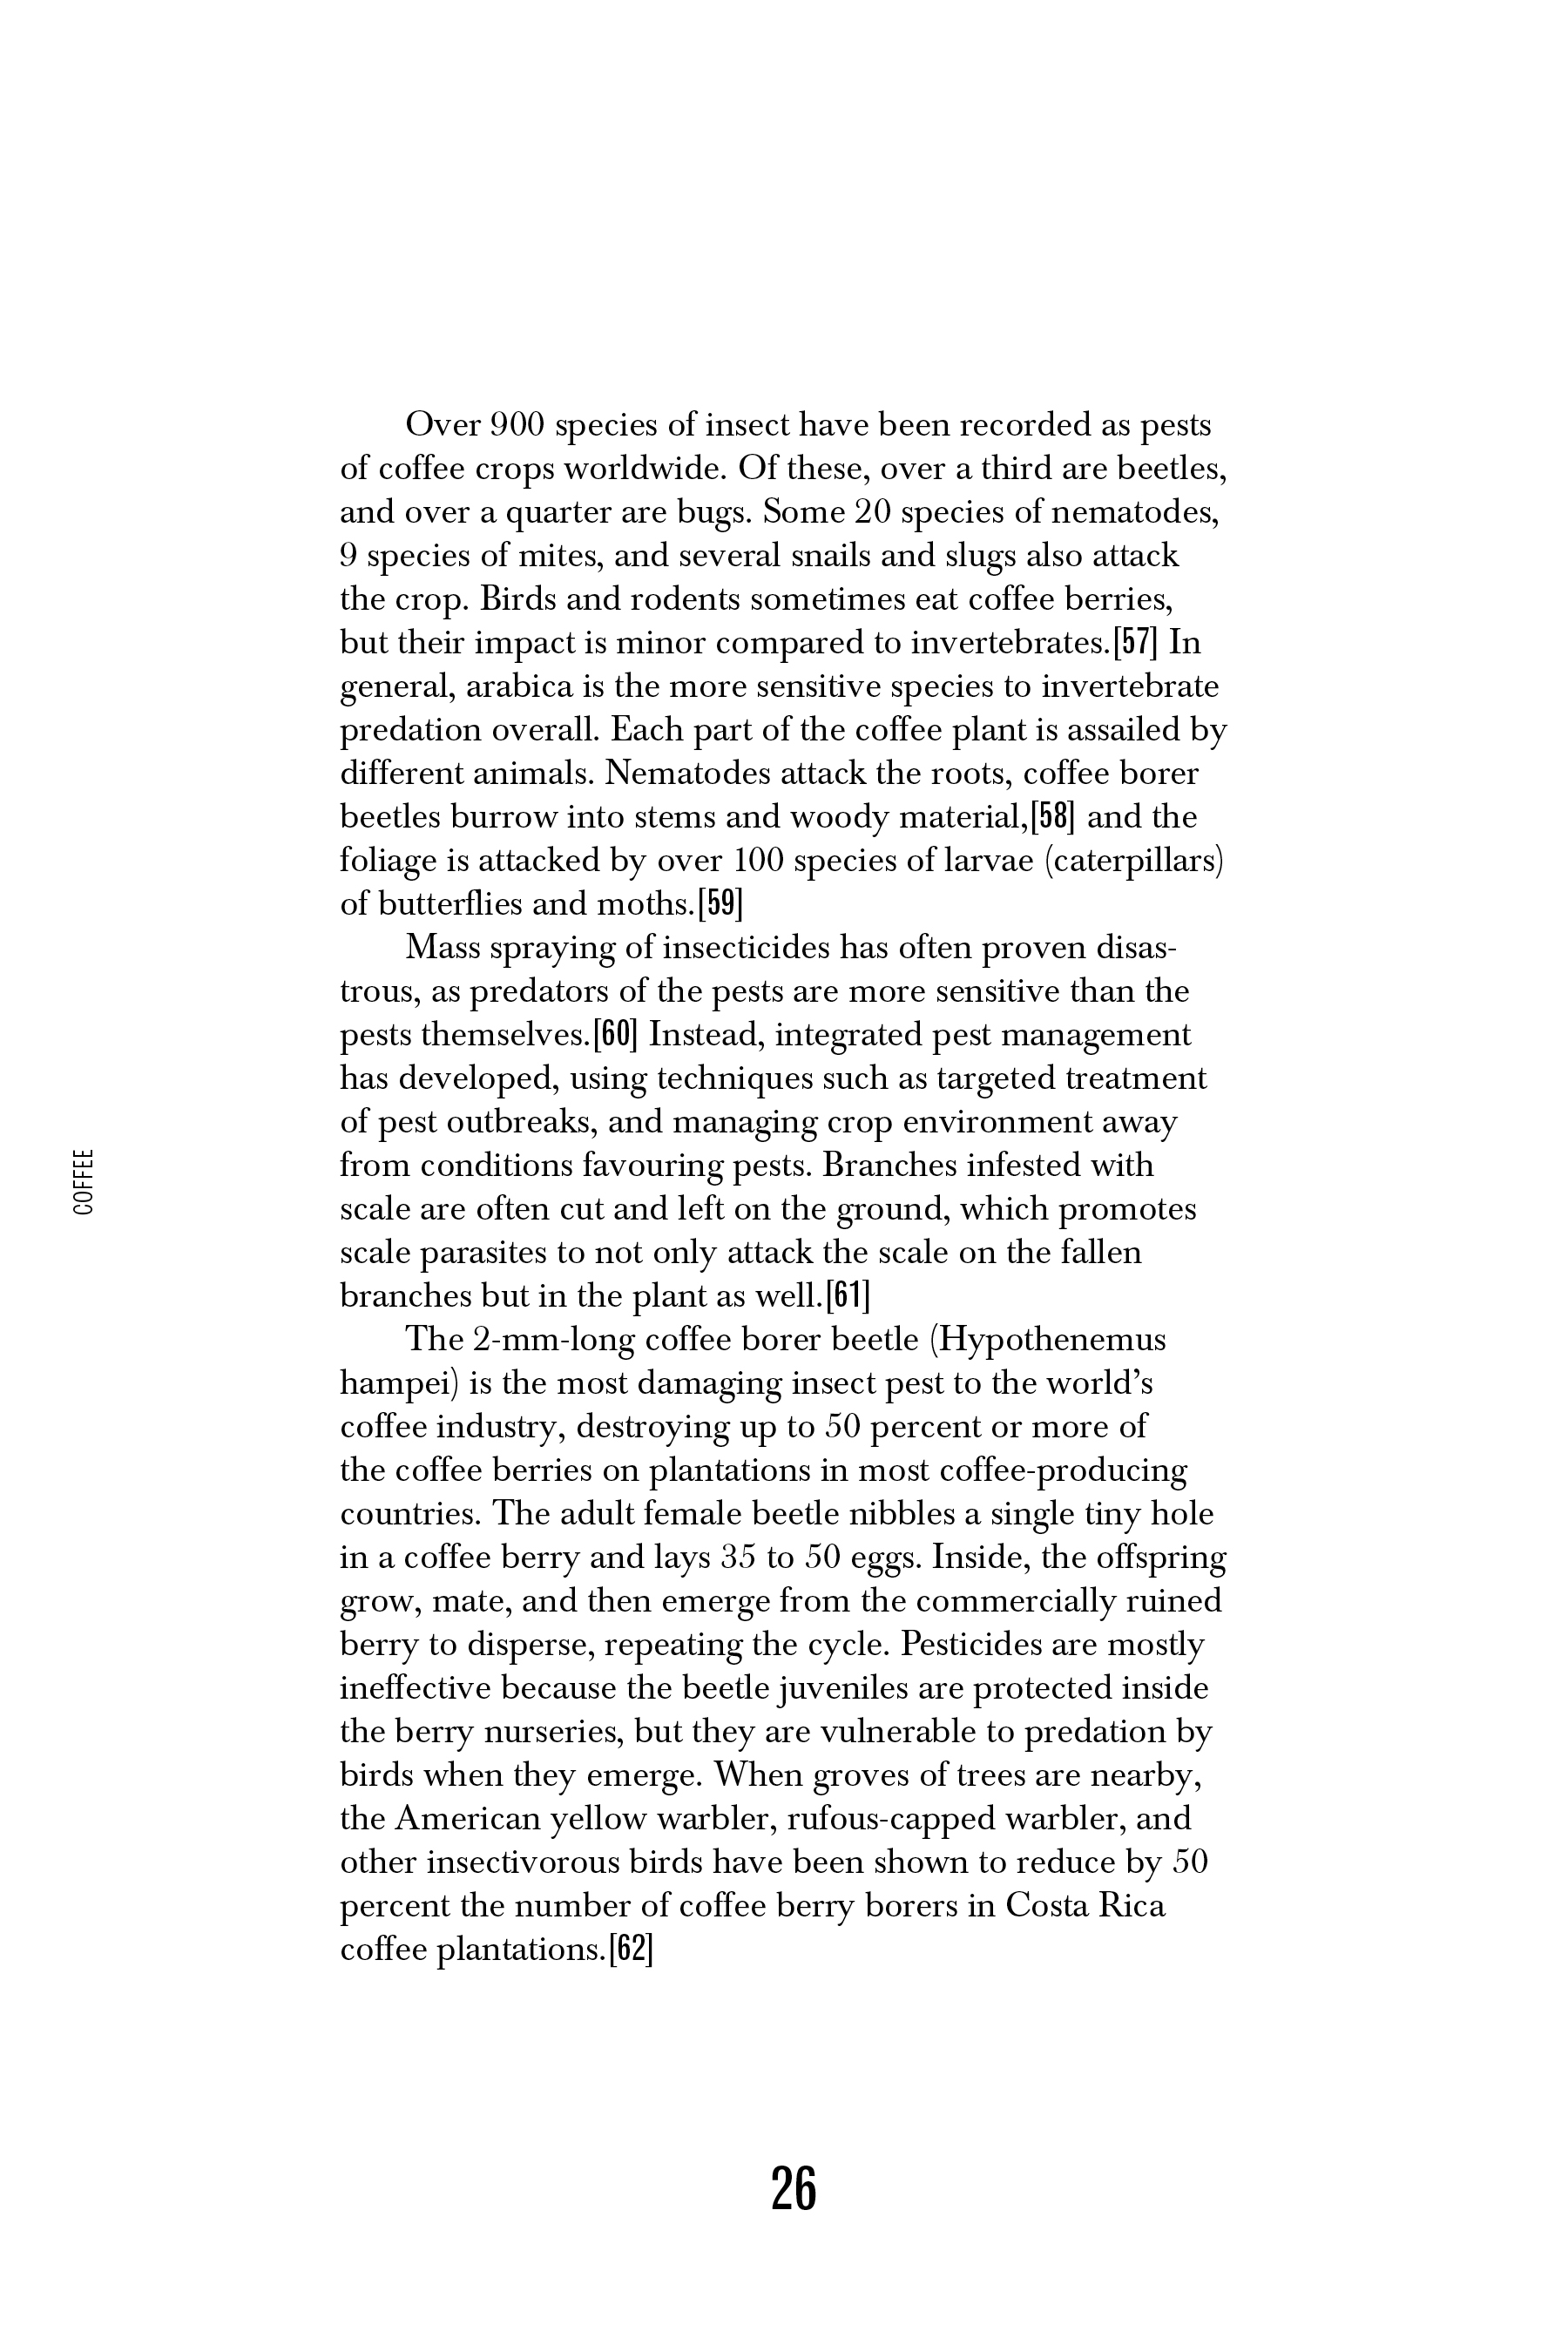 Over 900 species of insect have been recorded as pests
of coffee crops worldwide. Of these, over a third are beetles,
and over a quarter are bugs. Some 20 species of nematodes,
9 species of mites, and several snails and slugs also attack
the crop. Birds and rodents sometimes eat coffee berries,
but their impact is minor compared to invertebrates.[57] In
general, arabica is the more sensitive species to invertebrate
predation overall. Each part of the coffee plant is assailed by
different animals. Nematodes attack the roots, coffee borer
beetles burrow into stems and woody material,[58] and the
foliage is attacked by over 100 species of larvae (caterpillars)
of butterflies and moths.[59]
Mass spraying of insecticides has often proven disas-
trous, as predators of the pests are more sensitive than the
pests themselves.[60] Instead, integrated pest management
has developed, using techniques such as targeted treatment
of pest outbreaks, and managing crop environment away
from conditions favouring pests. Branches infested with
scale are often cut and left on the ground, which promotes
scale parasites to not only attack the scale on the fallen
branches but in the plant as well.[61]
The 2-mm-long coffee borer beetle (Hypothenemus
hampei) is the most damaging insect pest to the world’s
coffee industry, destroying up to 50 percent or more of
the coffee berries on plantations in most coffee-producing
countries. The adult female beetle nibbles a single tiny hole
in a coffee berry and lays 35 to 50 eggs. Inside, the offspring
grow, mate, and then emerge from the commercially ruined
berry to disperse, repeating the cycle. Pesticides are mostly
ineffective because the beetle juveniles are protected inside
the berry nurseries, but they are vulnerable to predation by
birds when they emerge. When groves of trees are nearby,
the American yellow warbler, rufous-capped warbler, and
other insectivorous birds have been shown to reduce by 50
percent the number of coffee berry borers in Costa Rica
coffee plantations.[62]
COFFEE
26